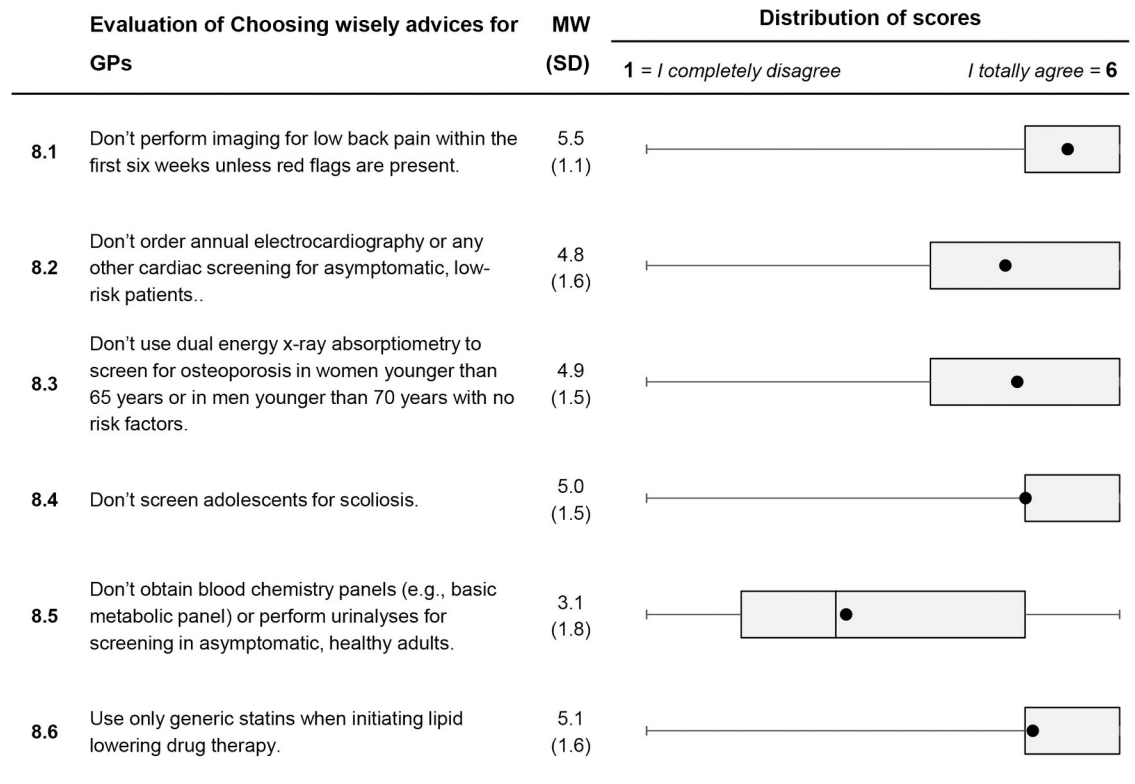 Evaluation of Choosing wisely advices for
GPs
MW
(SD)
Distribution of scores
1 = I completely disagree
I totally agree = 6
8.1
Don’t perform imaging for low back pain within the
first six weeks unless red flags are present.
5.5
(1.1)
8.2
Don’t order annual electrocardiography or any
other cardiac screening for asymptomatic, low-
risk patients..
4.8
(1.6)
8.3
Don’t use dual energy x-ray absorptiometry to
screen for osteoporosis in women younger than
65 years or in men younger than 70 years with no
risk factors.
4.9
(1.5)
8.4
Don’t screen adolescents for scoliosis.
5.0
(1.5)
8.5
Don’t obtain blood chemistry panels (e.g., basic
metabolic panel) or perform urinalyses for
screening in asymptomatic, healthy adults.
3.1
(1.8)
8.6
Use only generic statins when initiating lipid
lowering drug therapy.
5.1
(1.6)